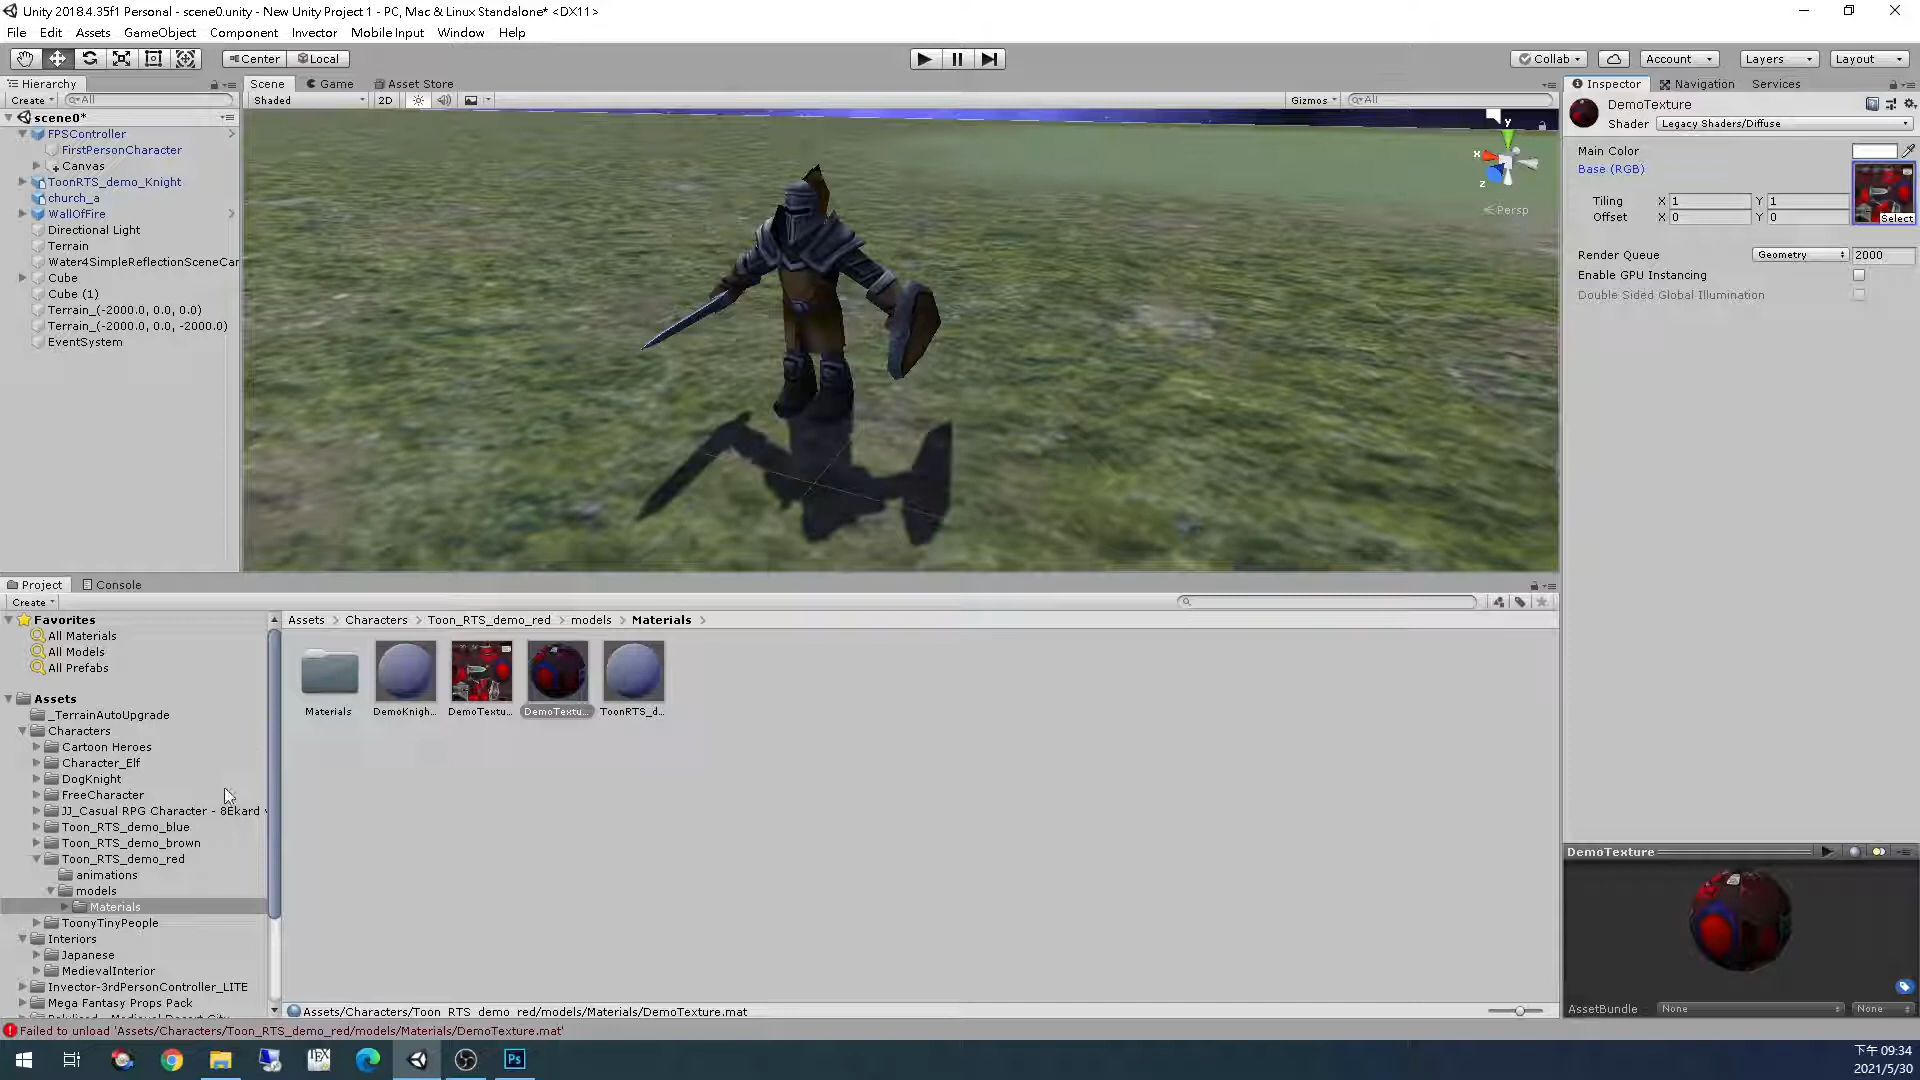 Unity 2018.4.35f1 Personal - scene0.unity - New Unity Project 1 - PC, Mac & Linux Standalone* <DX11>
File Edit Assets GameObject Component Invector Mobile Input Window Help
Center Local Collab Account Layers Layout
Hierarchy Scene Game Asset Store Inspector Navigation Services
Create All Shaded 2D Gizmos All
scene0*
FPSController
FirstPersonCharacter
Canvas
ToonRTS_demo_Knight
church_a
WallOfFire
Directional Light
Terrain
Water4SimpleReflectionSceneCar
Cube
Cube (1)
Terrain_(-2000.0, 0.0, 0.0)
Terrain_(-2000.0, 0.0, -2000.0)
EventSystem
y
x
z
Persp
DemoTexture
Shader Legacy Shaders/Diffuse
Main Color
Base (RGB)
Tiling X 1 Y 1
Offset X 0 Y 0
Select
Render Queue Geometry 2000
Enable GPU Instancing
Double Sided Global Illumination
Project Console
Create
Favorites
All Materials
All Models
All Prefabs
Assets
_TerrainAutoUpgrade
Characters
Cartoon Heroes
Character_Elf
DogKnight
FreeCharacter
JJ_Casual RPG Character - 8Ekard
Toon_RTS_demo_blue
Toon_RTS_demo_brown
Toon_RTS_demo_red
animations
models
Materials
ToonyTinyPeople
Interiors
Japanese
MedievalInterior
Invector-3rdPersonController_LITE
Mega Fantasy Props Pack
Assets Characters Toon_RTS_demo_red models Materials
Materials DemoKnigh... DemoTextu... DemoTextu... ToonRTS_d...
Assets/Characters/Toon_RTS_demo_red/models/Materials/DemoTexture.mat
DemoTexture
AssetBundle None None
Failed to unload 'Assets/Characters/Toon_RTS_demo_red/models/Materials/DemoTexture.mat'
TEX
Ps
下午 09:34
2021/5/30